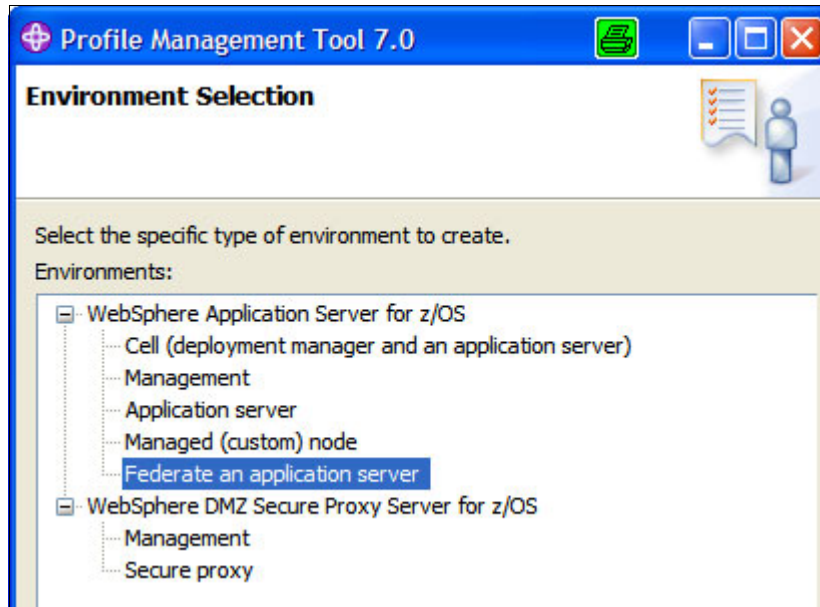 Profile Management Tool 7.0
Environment Selection
Select the specific type of environment to create.
Environments:
WebSphere Application Server for z/OS
Cell (deployment manager and an application server)
Management
Application server
Managed (custom) node
Federate an application server
WebSphere DMZ Secure Proxy Server for z/OS
Management
Secure proxy